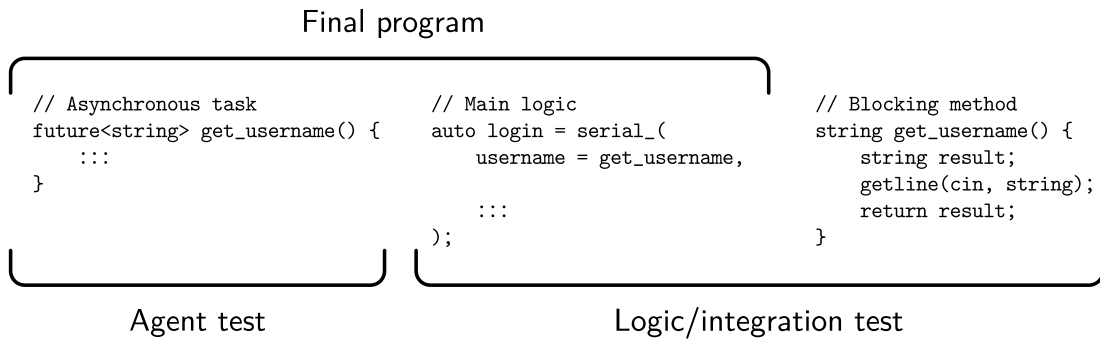 Final program
// Asynchronous task
future<string> get_username() {
    :::
}
// Main logic
auto login = serial_(
    username = get_username,
    :::
);
// Blocking method
string get_username() {
    string result;
    getline(cin, string);
    return result;
}
Agent test
Logic/integration test